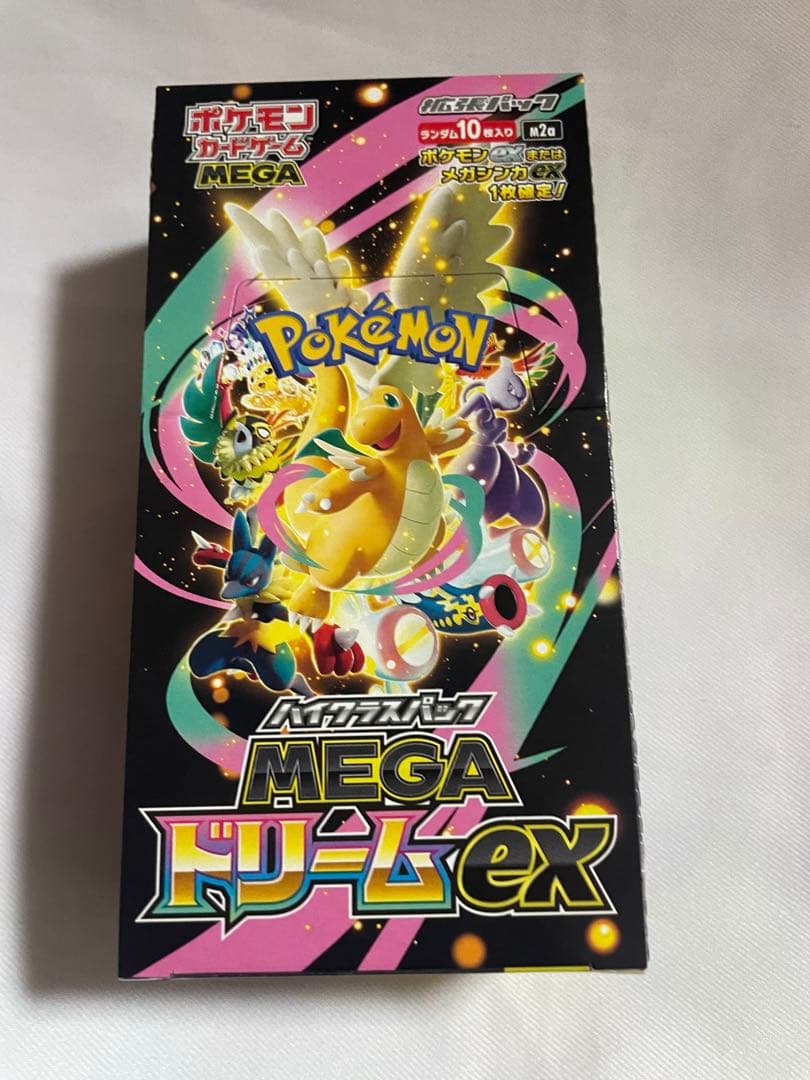 ポケモン
カードゲーム
MEGA
拡張パック
ランダム10枚入り M2a
ポケモンexまたは
メガシンカex
1枚確定!
POKéMON
ハイクラスパック
MEGA
ドリームex